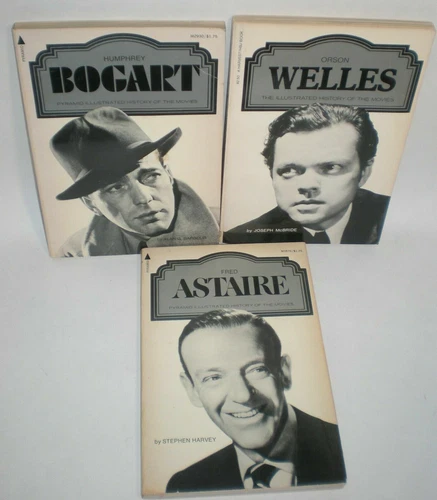 HUMPHREY
BOGART
PYRAMID ILLUSTRATED HISTORY OF THE MOVIES
ORSON
WELLES
THE ILLUSTRATED HISTORY OF THE MOVIES
by JOSEPH McBRIDE
FRED
ASTAIRE
PYRAMID ILLUSTRATED HISTORY OF THE MOVIES
by STEPHEN HARVEY